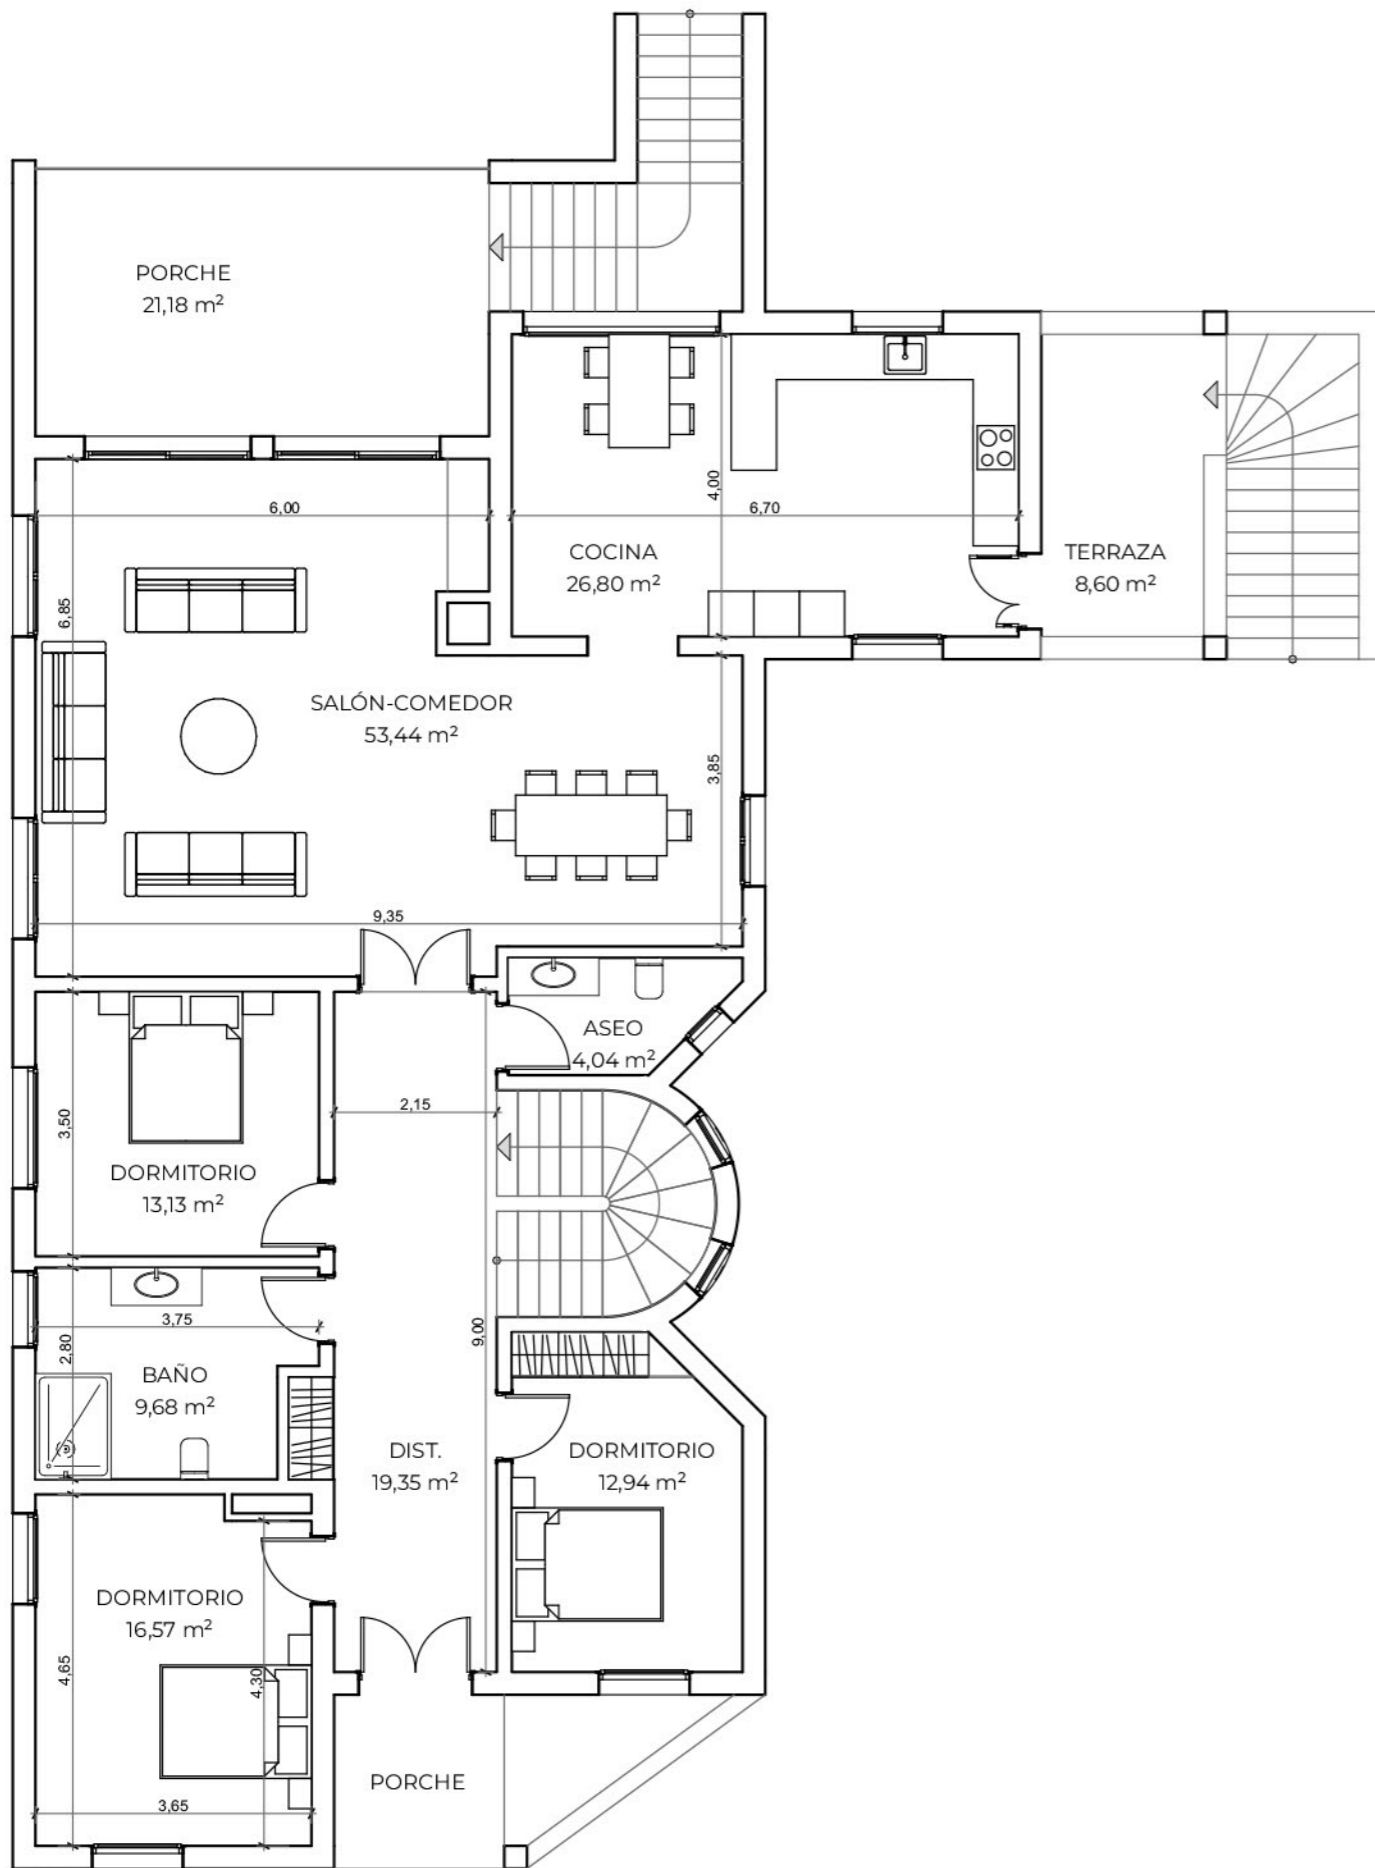 PORCHE
21,18 m²
6,00
4,00
6,70
COCINA
26,80 m²
TERRAZA
8,60 m²
6,85
SALÓN-COMEDOR
53,44 m²
3,85
9,35
ASEO
4,04 m²
2,15
3,50
DORMITORIO
13,13 m²
3,75
2,80
9,00
BAÑO
9,68 m²
DIST.
19,35 m²
DORMITORIO
12,94 m²
DORMITORIO
16,57 m²
4,65
4,30
PORCHE
3,65